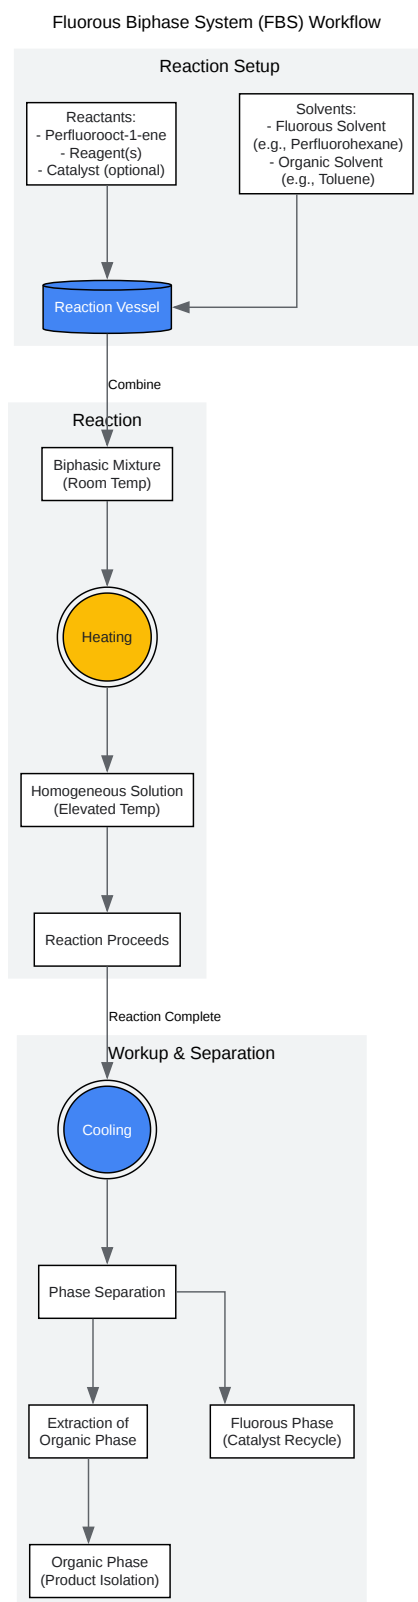 Fluorous Biphase System (FBS) Workflow
Reaction Setup
Reactants:
- Perfluorooct-1-ene
- Reagent(s)
- Catalyst (optional)
Solvents:
- Fluorous Solvent
(e.g., Perfluorohexane)
- Organic Solvent
(e.g., Toluene)
Reaction Vessel
Combine
Reaction
Biphasic Mixture
(Room Temp)
Heating
Homogeneous Solution
(Elevated Temp)
Reaction Proceeds
Reaction Complete
Workup & Separation
Cooling
Phase Separation
Extraction of
Organic Phase
Fluorous Phase
(Catalyst Recycle)
Organic Phase
(Product Isolation)